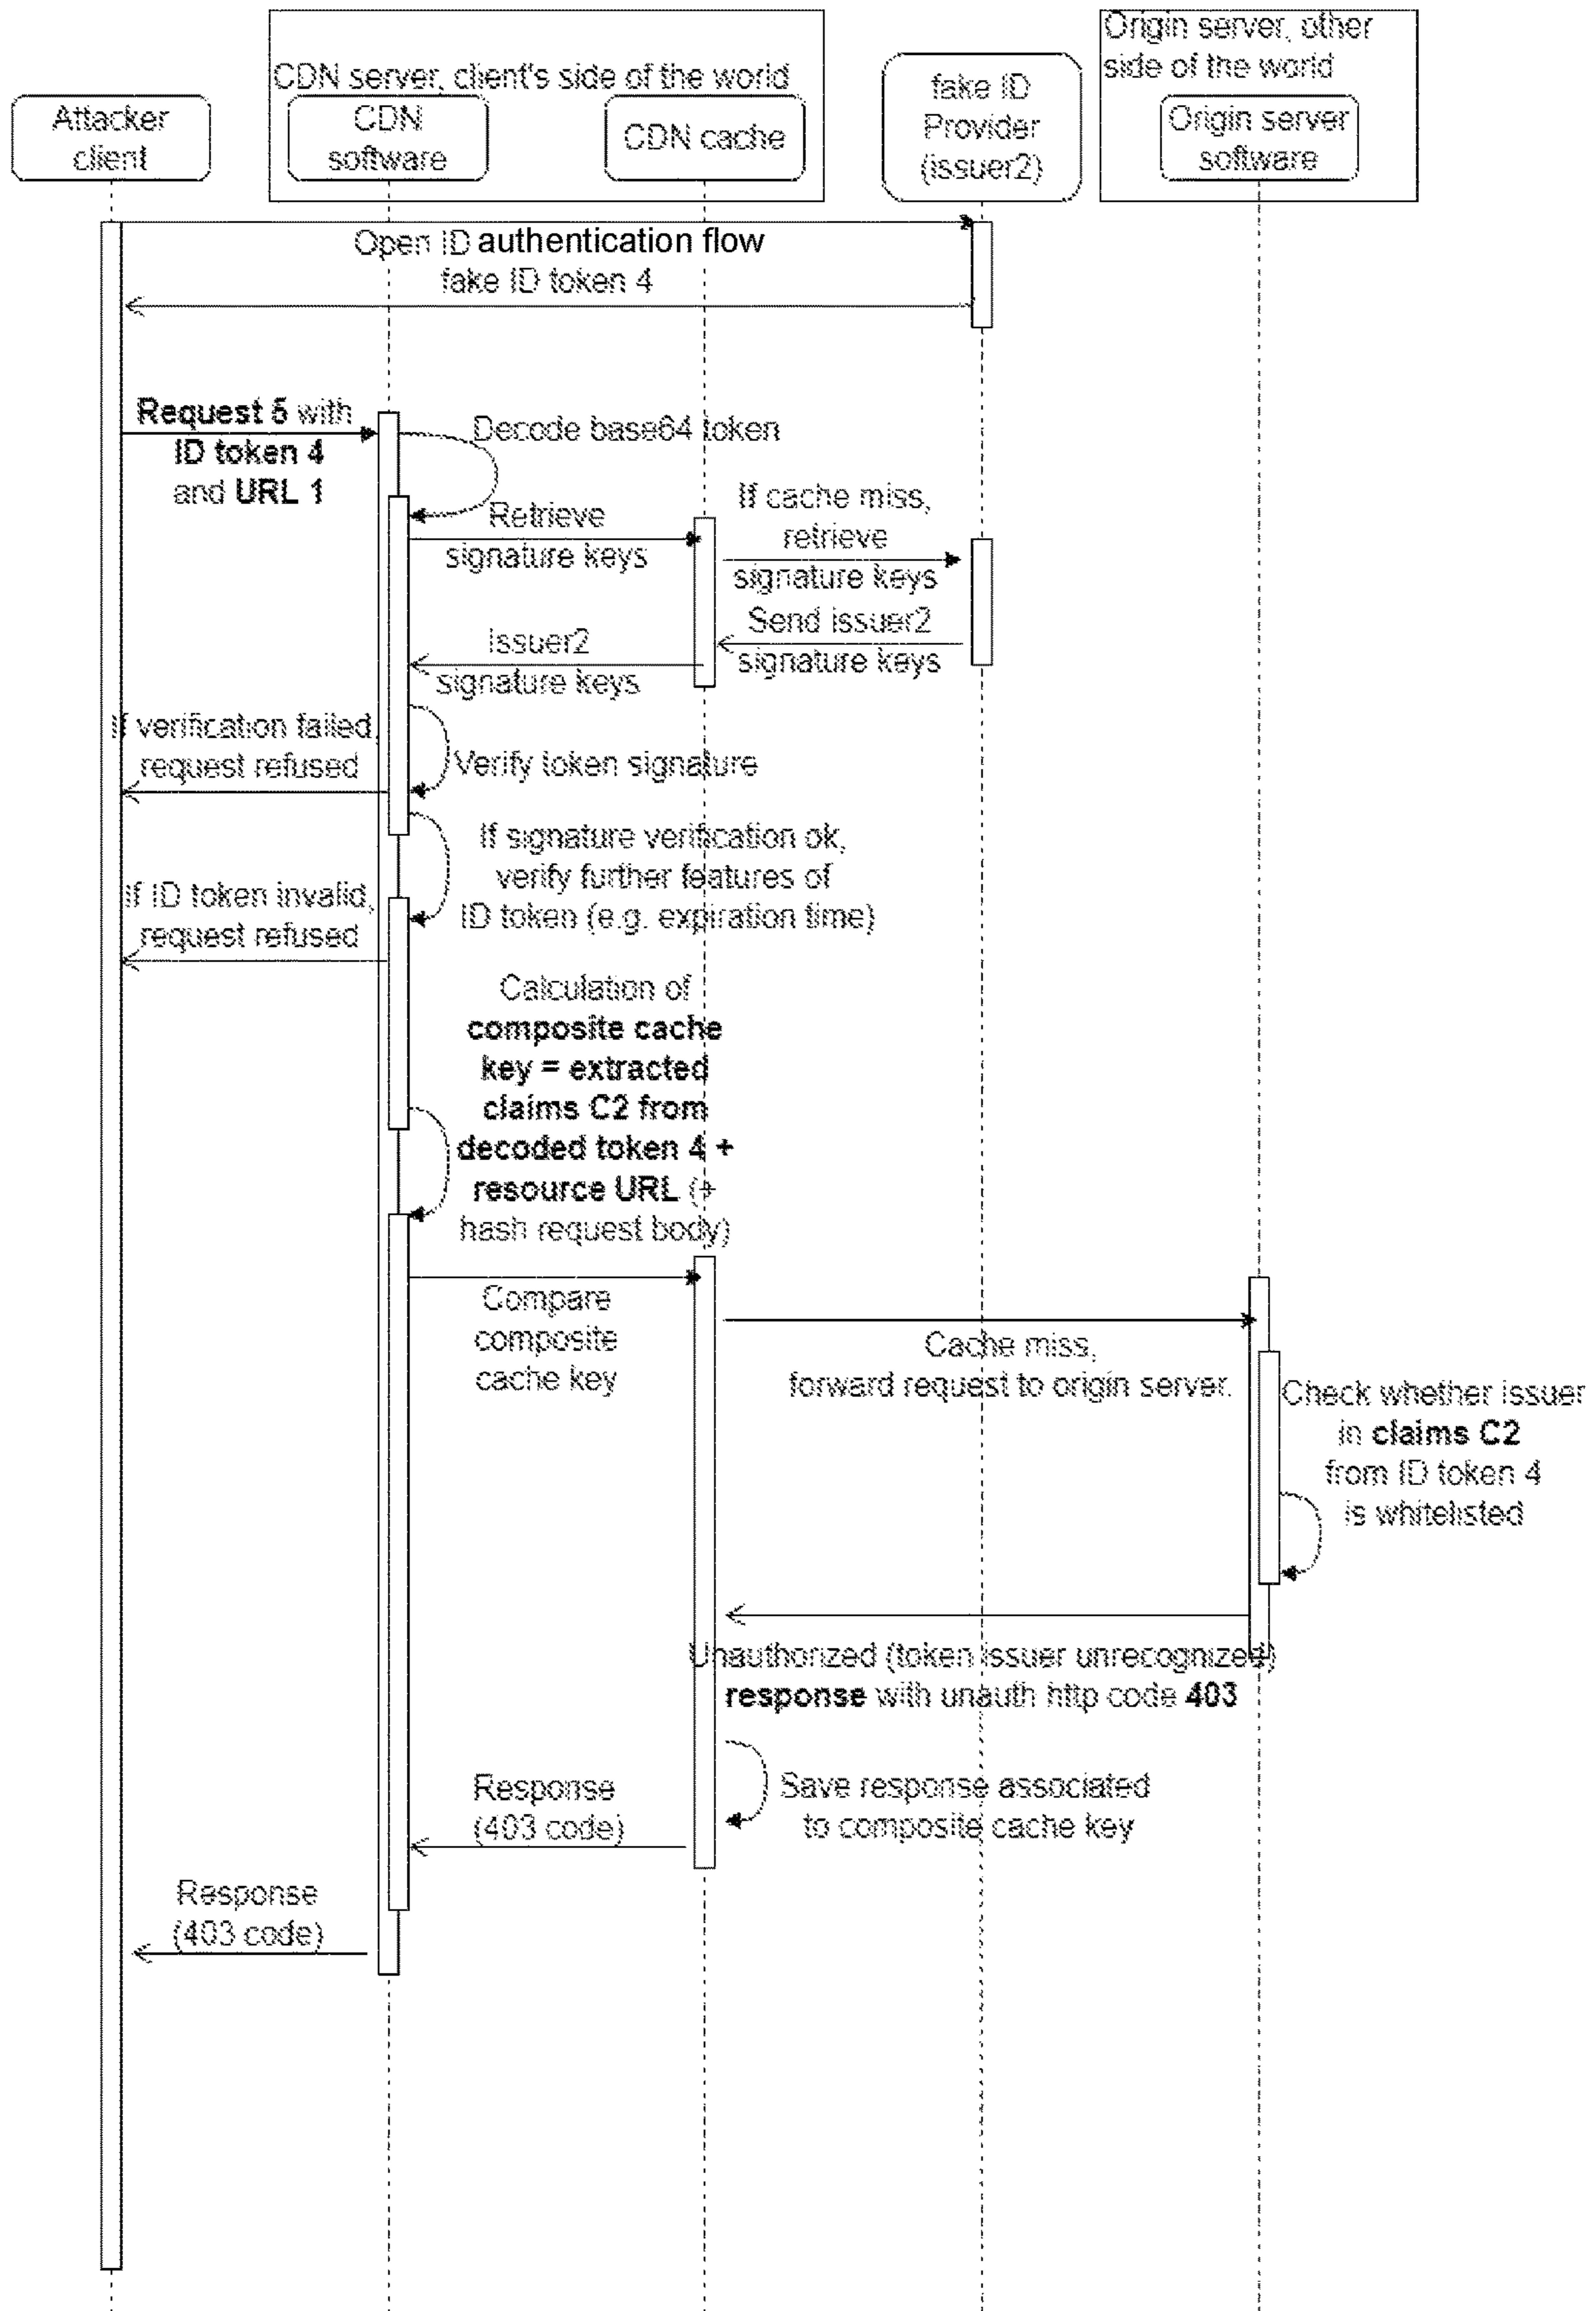 Origin server, other
side of the world
CDN server, client's side of the world
Attacker
client
CDN
software
CDN cache
fake ID
Provider
(issuer2)
Origin server
software
Open ID authentication flow
fake ID token 4
Request 5 with
ID token 4
and URL 1
Decode base64 token
Retrieve
signature keys
If cache miss,
retrieve
signature keys
Send issuer2
signature keys
Issuer2
signature keys
If verification failed,
request refused
Verify token signature
If signature verification ok,
verify further features of
ID token (e.g. expiration time)
If ID token invalid,
request refused
Calculation of
composite cache
key = extracted
claims C2 from
decoded token 4 +
resource URL (+
hash request body)
Compare
composite
cache key
Cache miss,
forward request to origin server.
Check whether issuer
in claims C2
from ID token 4
is whitelisted
Unauthorized (token issuer unrecognized)
response with unauth http code 403
Save response associated
to composite cache key
Response
(403 code)
Response
(403 code)